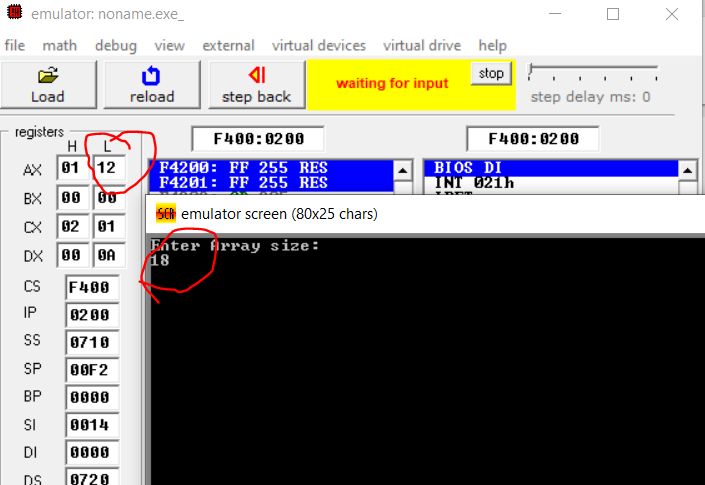 emulator: noname.exe_
file math debug view external virtual devices virtual drive help
Load reload step back waiting for input stop step delay ms: 0
registers F400:0200 F400:0200
H L
AX 01 12 F4200: FF 255 RES BIOS DI
F4201: FF 255 RES INT 021h
BX 00 00
SCR emulator screen (80x25 chars)
CX 02 01
Enter Array size:
DX 00 0A 18
CS F400
IP 0200
SS 0710
SP 00F2
BP 0000
SI 0014
DI 0000
DS 0720